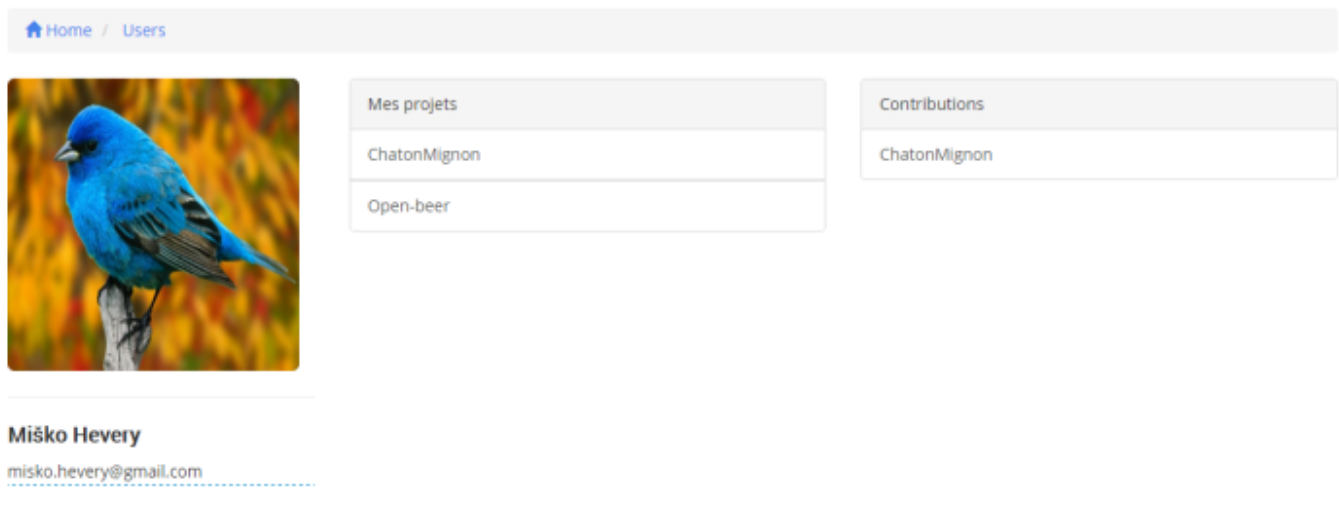 Home / Users
Mes projets
ChatonMignon
Open-beer
Contributions
ChatonMignon
Miško Hevery
misko.hevery@gmail.com